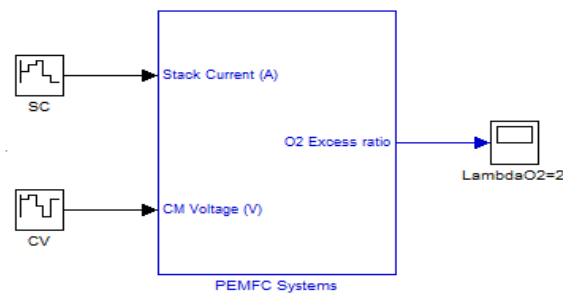 Stack Current (A)
SC
O2 Excess ratio
LambdaO2=2
CM Voltage (V)
CV
PEMFC Systems